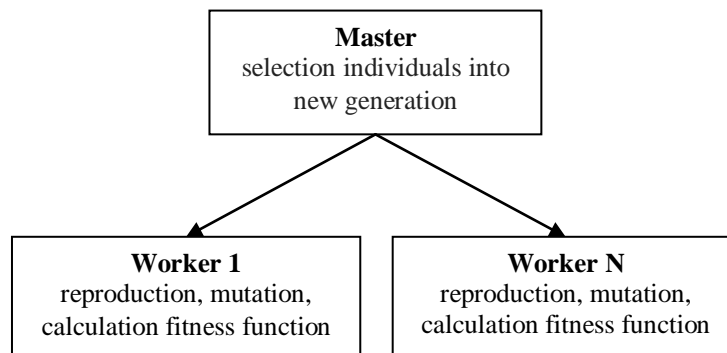 Master
selection individuals into
new generation
Worker 1
reproduction, mutation,
calculation fitness function
Worker N
reproduction, mutation,
calculation fitness function